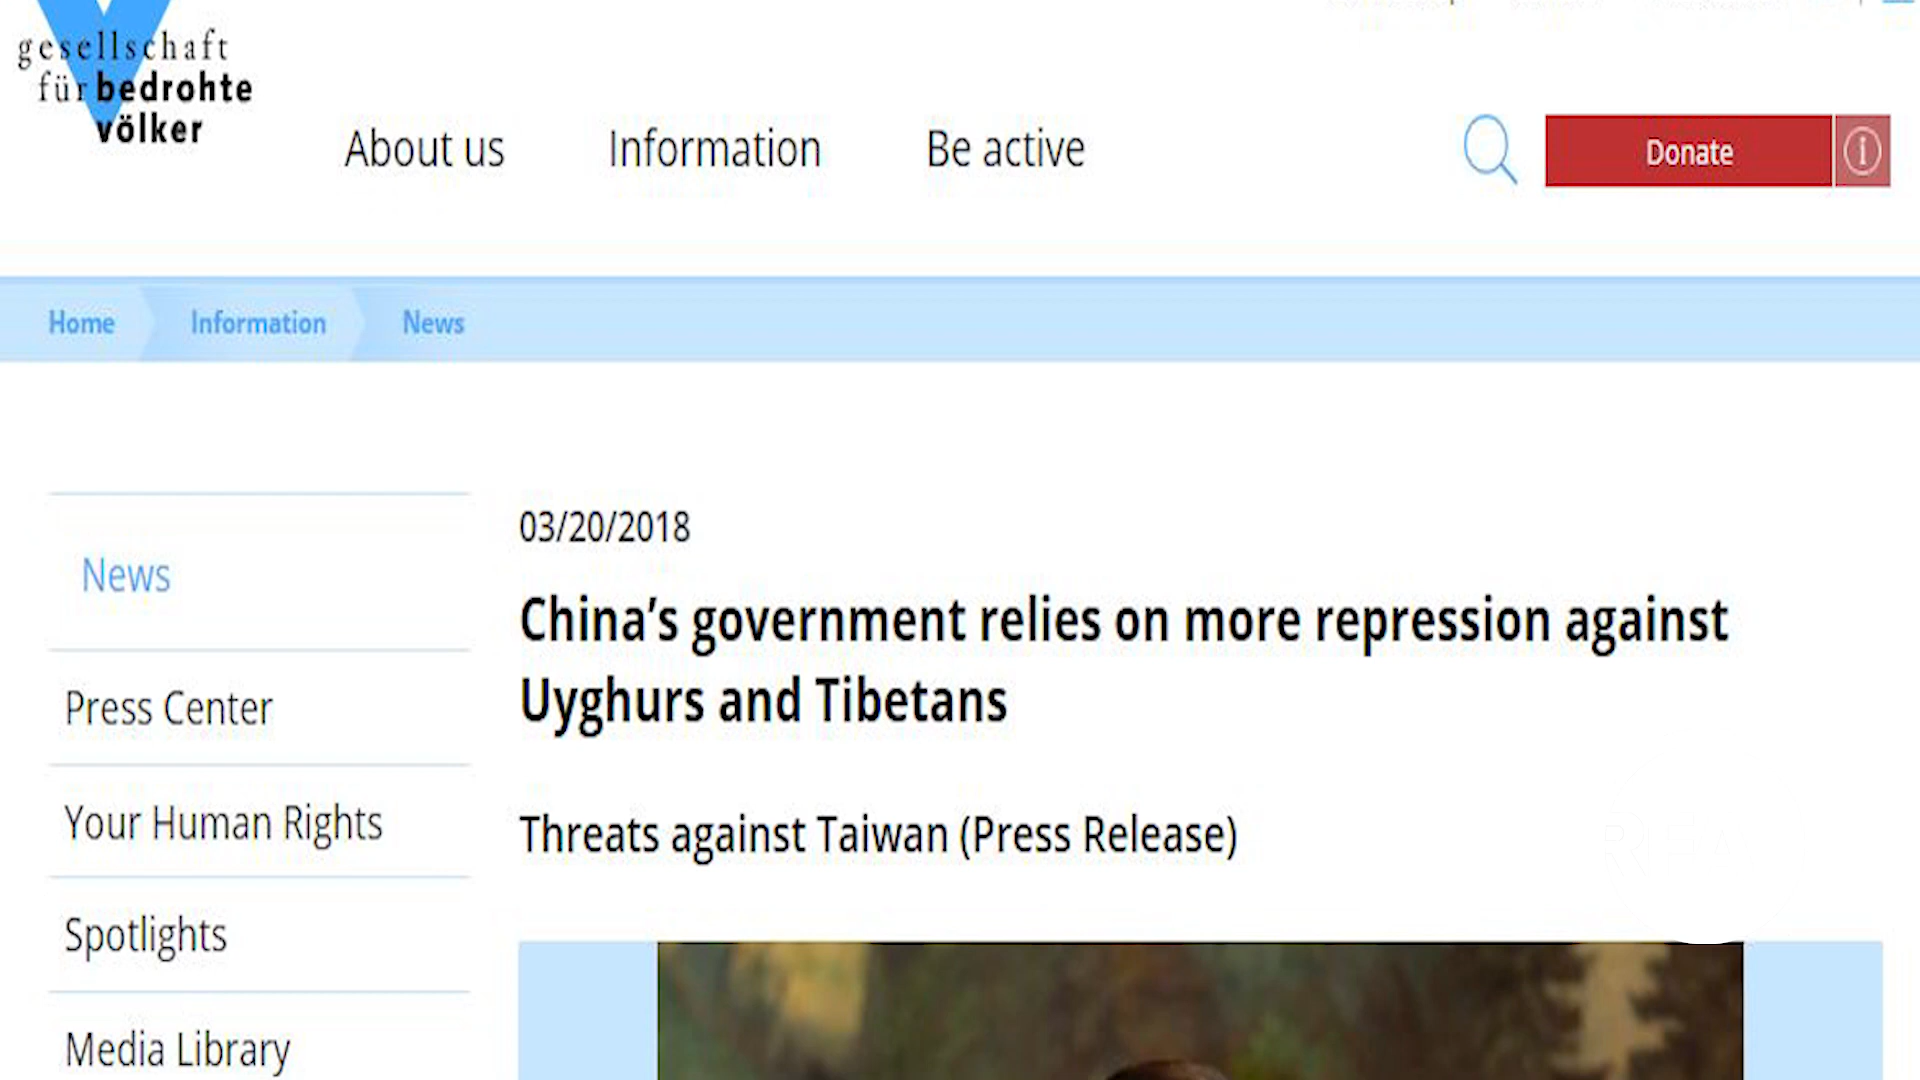 gesellschaft
für bedrohte
völker
About us
Information
Be active
Donate
i
Home
Information
News
News
Press Center
Your Human Rights
Spotlights
Media Library
03/20/2018
China’s government relies on more repression against
Uyghurs and Tibetans
Threats against Taiwan (Press Release)